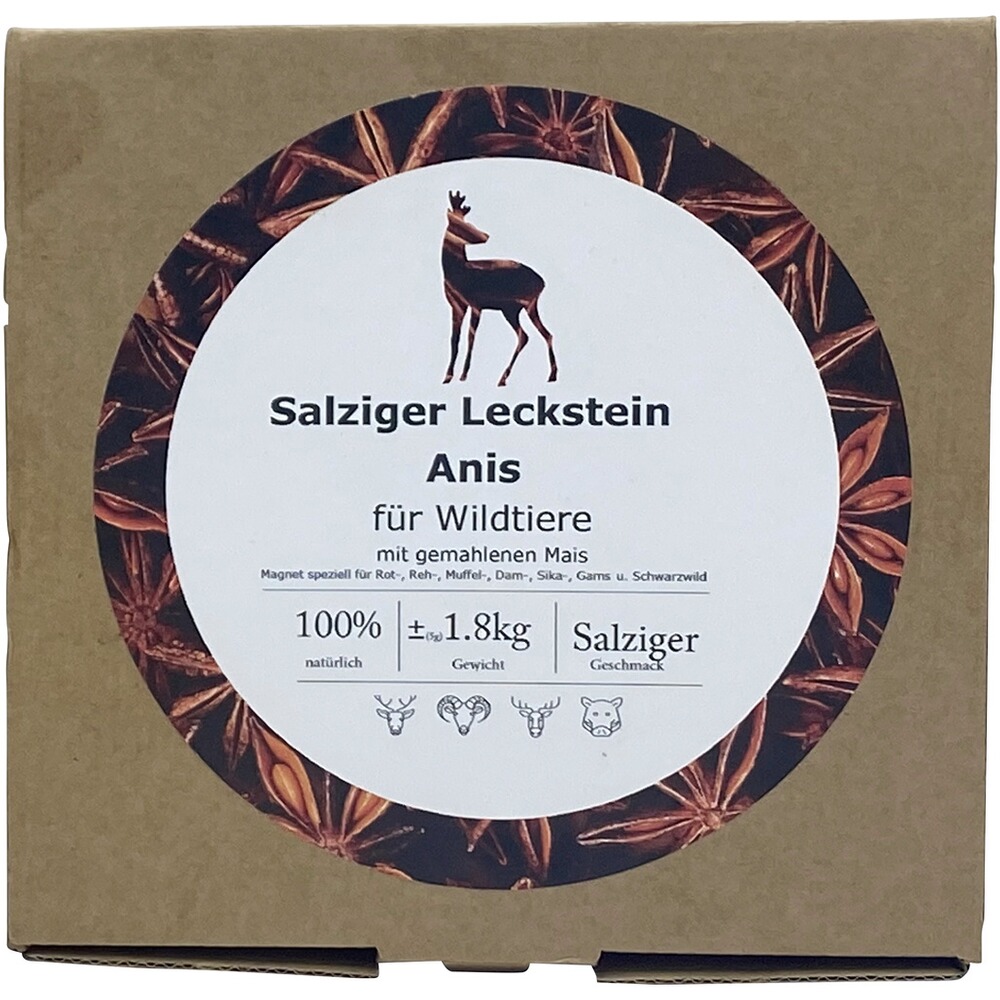 Salziger Leckstein
Anis
für Wildtiere
mit gemahlenen Mais
Magnet speziell für Rot-, Reh-, Muffel-, Dam-, Sika-, Gams u. Schwarzwild
100% ±(5g)1.8kg Salziger
natürlich Gewicht Geschmack